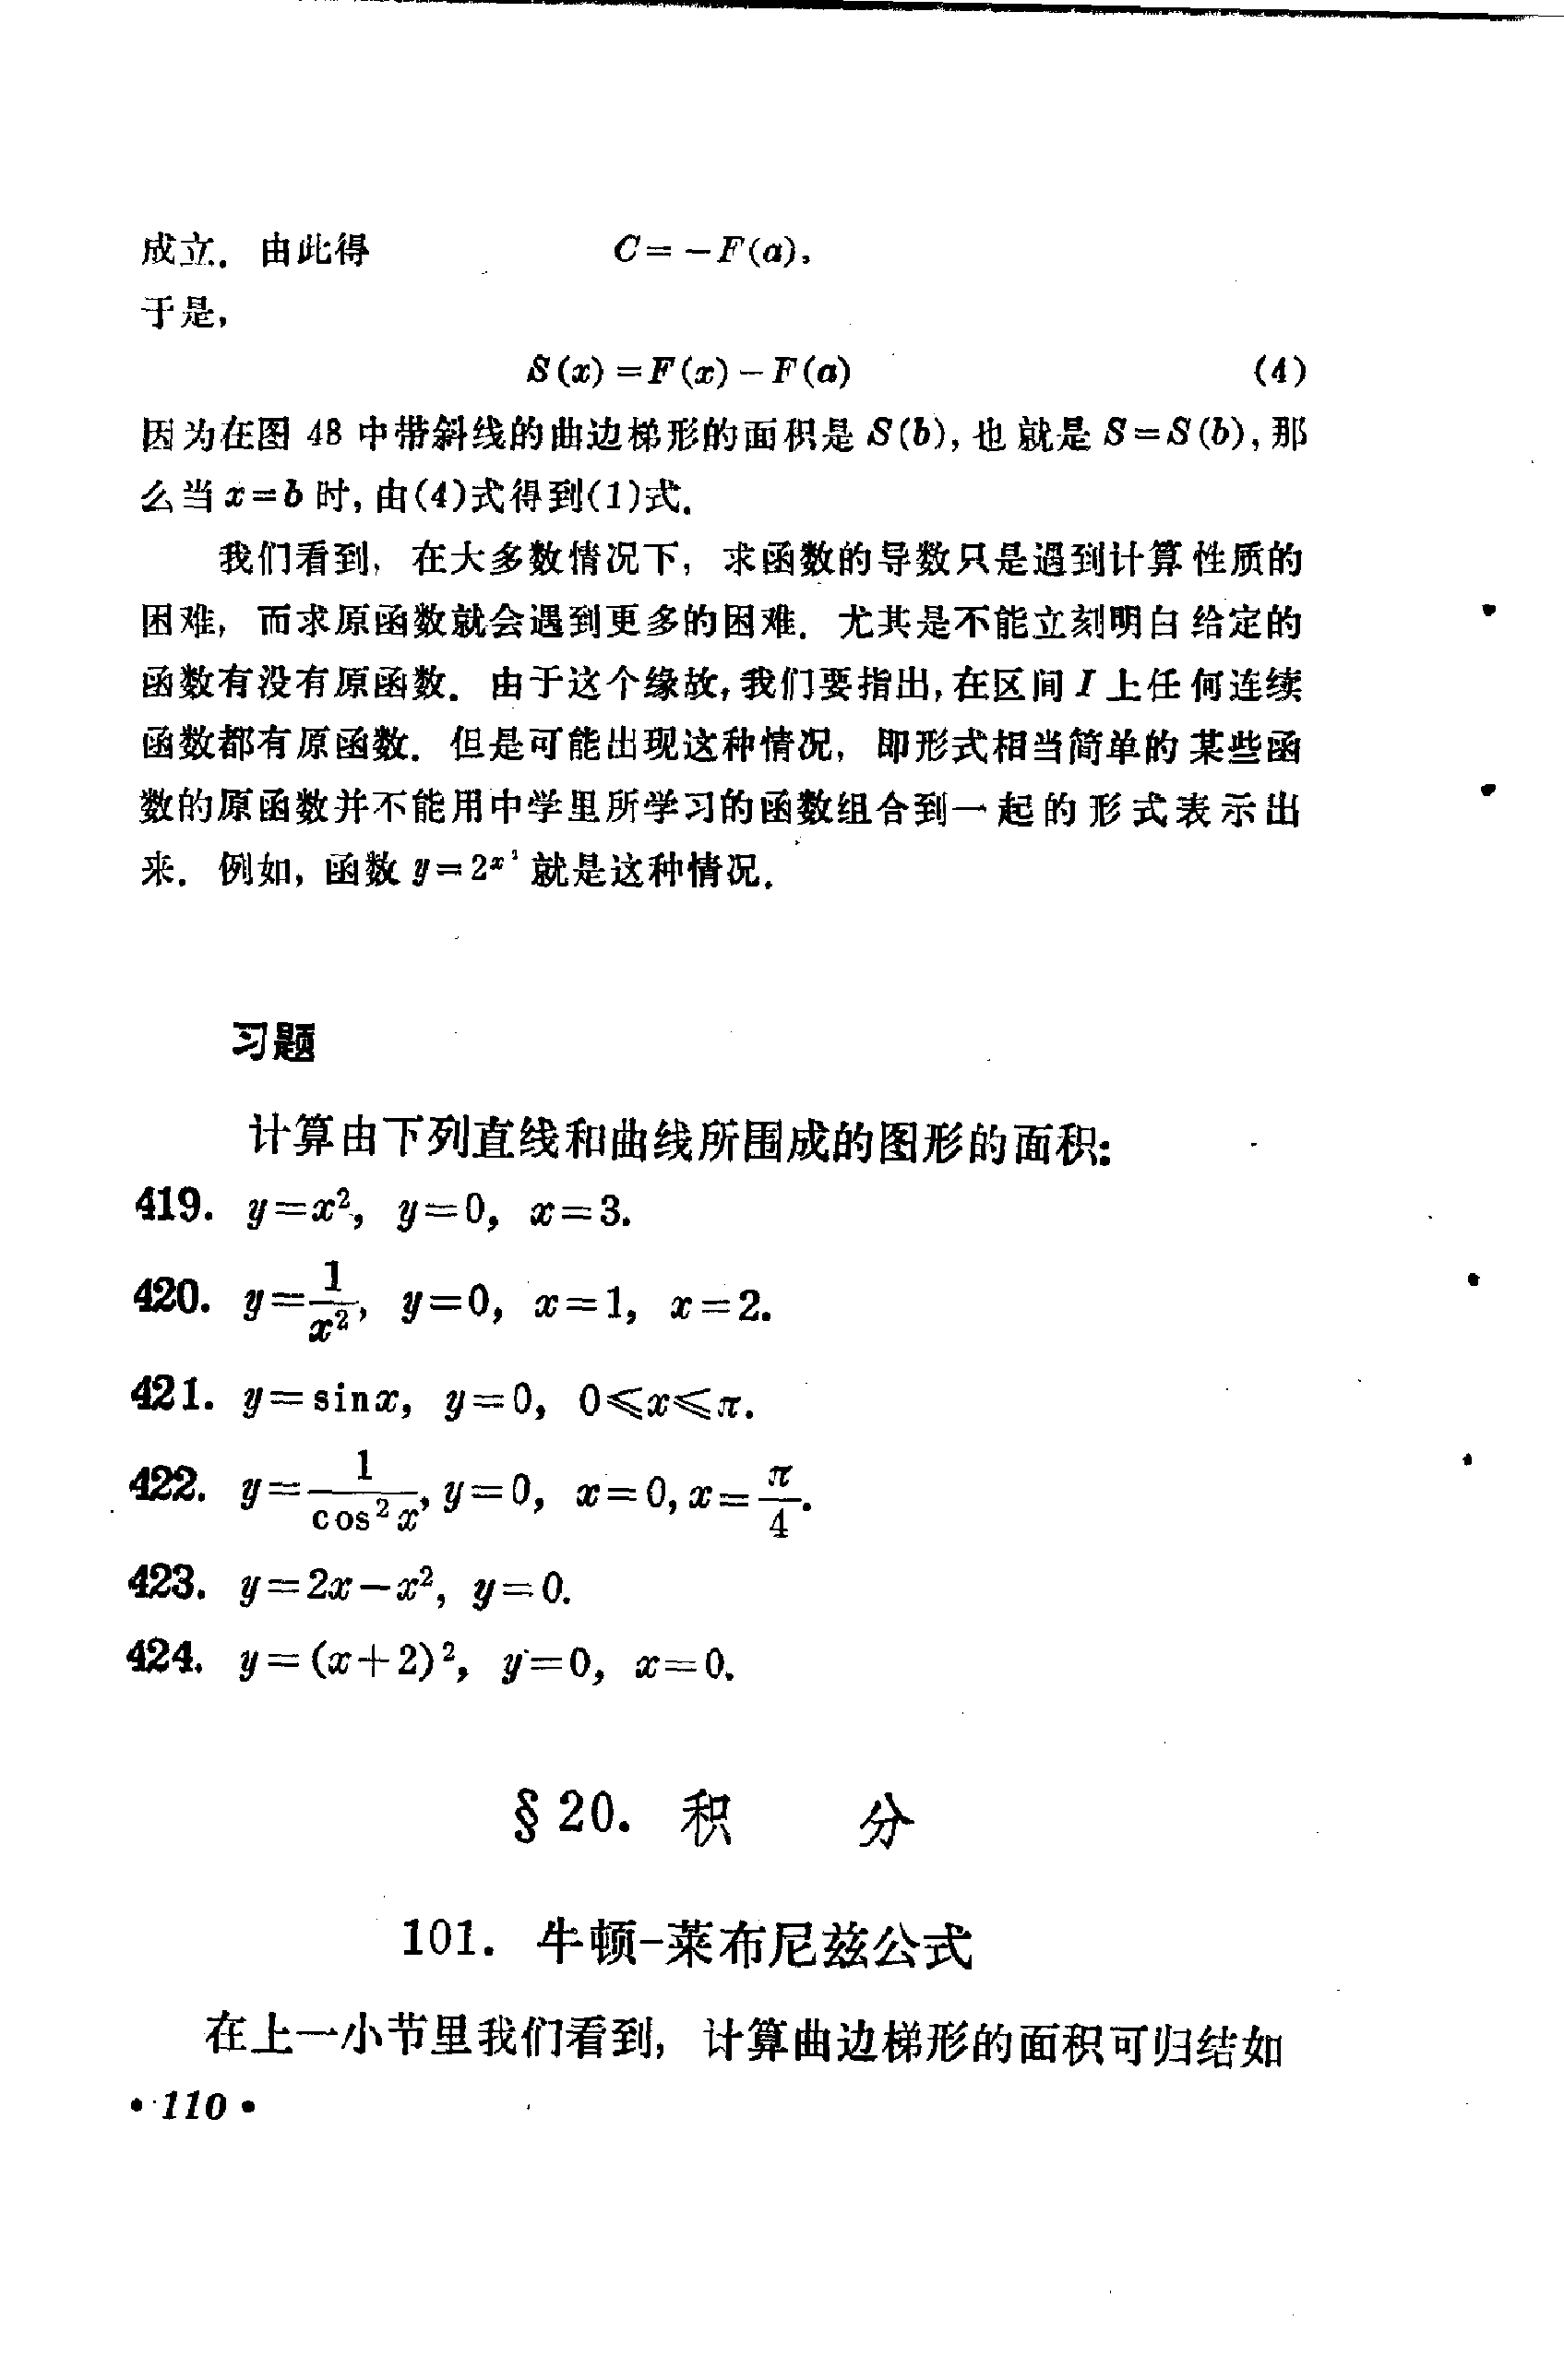 成立．由此得 C＝－F(a)，
于是，
S(x)＝F(x)－F(a) (4)
因为在图 48 中带斜线的曲边梯形的面积是 S(b)，也就是 S＝S(b)，那
么当 x＝b 时，由(4)式得到(1)式．
我们看到，在大多数情况下，求函数的导数只是遇到计算性质的
困难，而求原函数就会遇到更多的困难．尤其是不能立刻明白给定的
函数有没有原函数．由于这个缘故，我们要指出，在区间 I 上任何连续
函数都有原函数．但是可能出现这种情况，即形式相当简单的某些函
数的原函数并不能用中学里所学习的函数组合到一起的形式表示出
来．例如，函数 y＝2^{x²} 就是这种情况．
习题
计算由下列直线和曲线所围成的图形的面积：
419. y＝x², y＝0, x＝3.
420. y＝1/x², y＝0, x＝1, x＝2.
421. y＝sinx, y＝0, 0⩽x⩽π.
422. y＝1/cos²x, y＝0, x＝0, x＝π/4.
423. y＝2x－x², y＝0.
424. y＝(x＋2)², y＝0, x＝0.
§20. 积 分
101. 牛顿-莱布尼兹公式
在上一小节里我们看到，计算曲边梯形的面积可归结如
·110·